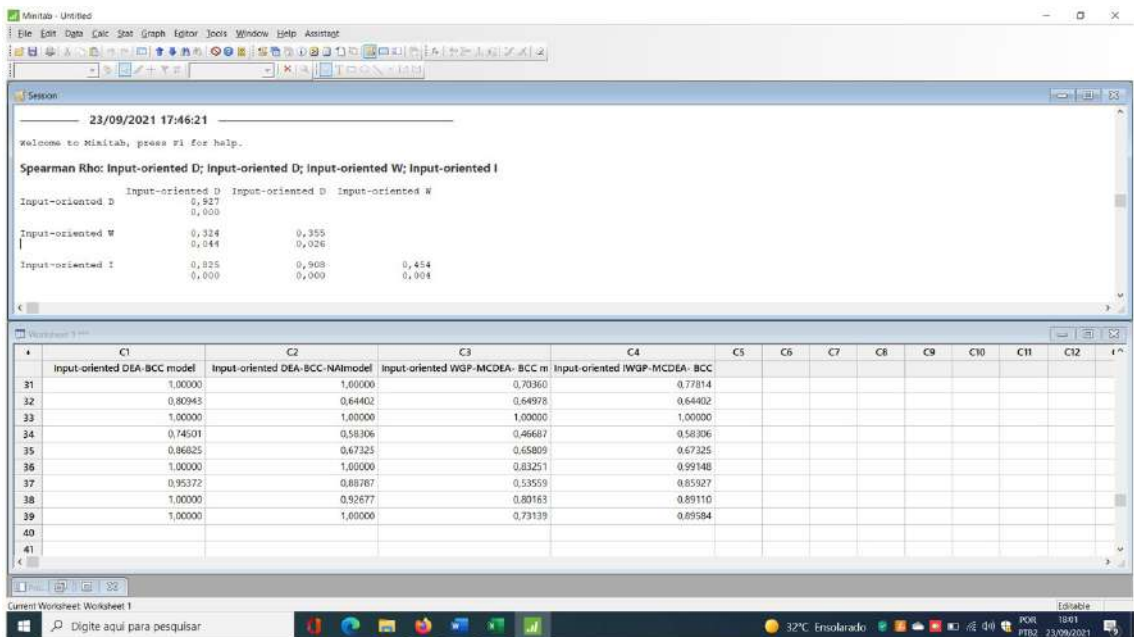 Minitab - Untitled
File Edit Data Calc Stat Graph Editor Tools Window Help Assistant
Session
23/09/2021 17:46:21
Welcome to Minitab, press F1 for help.
Spearman Rho: Input-oriented D; Input-oriented D; Input-oriented W; Input-oriented I
Input-oriented D Input-oriented D Input-oriented W
Input-oriented D 0,927
0,000
Input-oriented W 0,324 0,355
0,044 0,026
Input-oriented I 0,825 0,908 0,454
0,000 0,000 0,004
Worksheet 1 ***
C1 C2 C3 C4 C5 C6 C7 C8 C9 C10 C11 C12
Input-oriented DEA-BCC model Input-oriented DEA-BCC-NAImodel Input-oriented WGP-MCDEA- BCC m Input-oriented IWGP-MCDEA- BCC
31 1,00000 1,00000 0,70360 0,77814
32 0,80943 0,64402 0,64978 0,64402
33 1,00000 1,00000 1,00000 1,00000
34 0,74501 0,58306 0,46687 0,58306
35 0,86825 0,67325 0,65809 0,67325
36 1,00000 1,00000 0,83251 0,99148
37 0,95372 0,88787 0,53559 0,85927
38 1,00000 0,92677 0,80163 0,89110
39 1,00000 1,00000 0,73139 0,89584
40
41
Current Worksheet: Worksheet 1 Editable
Digite aqui para pesquisar 32°C Ensolarado POR 18:01
PTB2 23/09/2021